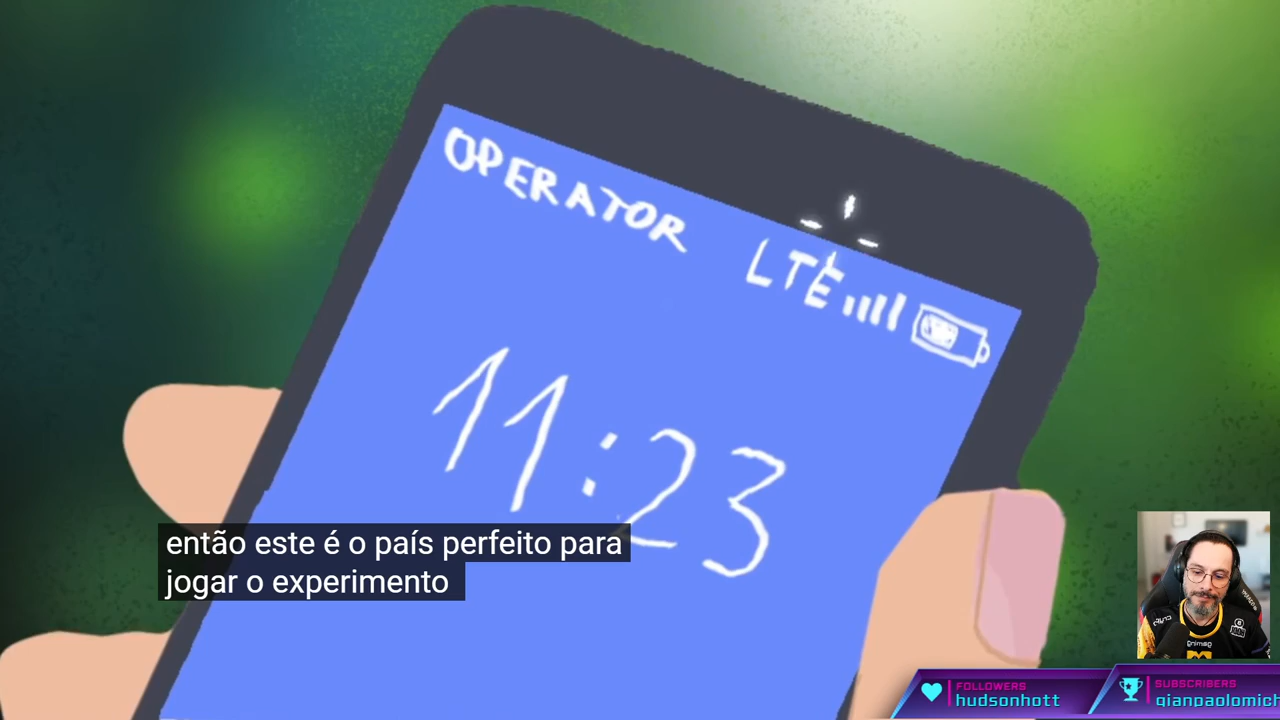 OPERATOR LTE
11:23
então este é o país perfeito para
jogar o experimento
FOLLOWERS
hudsonhott
SUBSCRIBERS
gianpaolomich